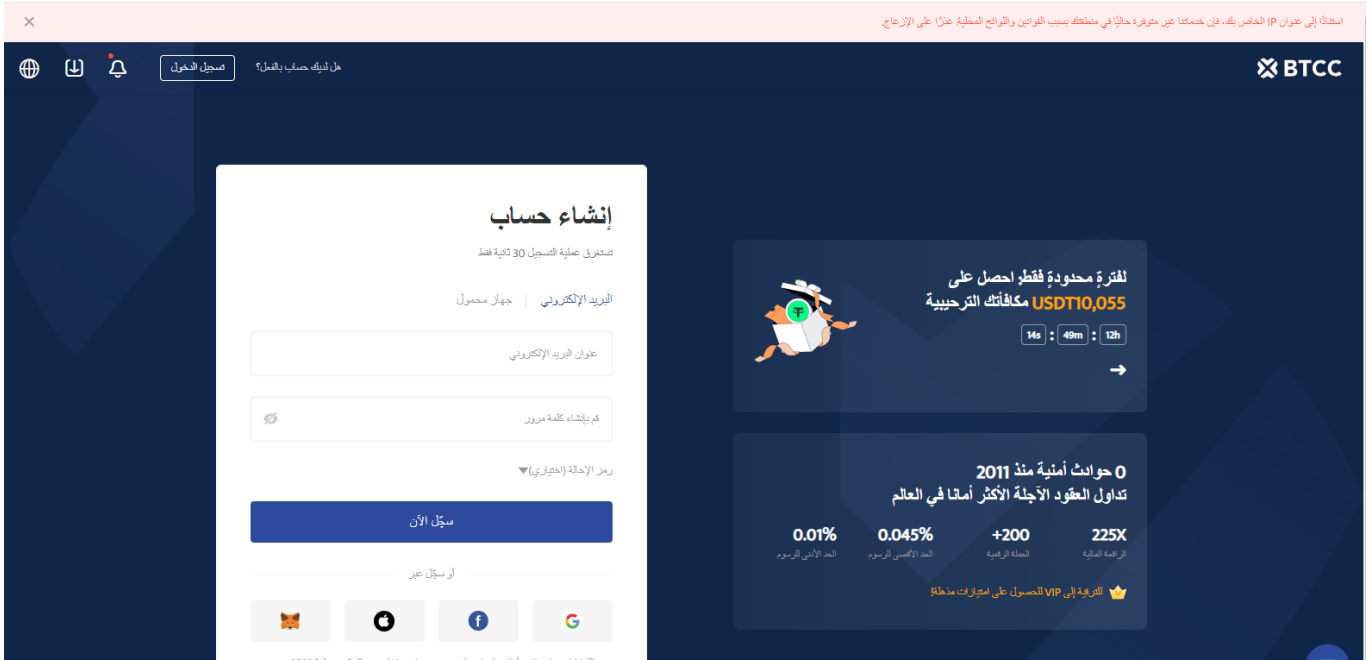 استنادًا إلى عنوان IP الخاص بك، فإن خدماتنا غير متوفرة حاليًا في منطقتك بسبب القوانين واللوائح المحلية. عذرًا على الإزعاج.
BTCC
هل لديك حساب بالفعل؟
تسجيل الدخول
لفترةٍ محدودةٍ فقط، احصل على
USDT10,055 مكافأتك الترحيبية
12h : 49m : 14s
0 حوادث أمنية منذ 2011
تداول العقود الآجلة الأكثر أمانا في العالم
225X
الرافعة المالية
200+
العملة الرقمية
0.045%
الحد الأقصى للرسوم
0.01%
الحد الأدنى للرسوم
الترقية إلى VIP للحصول على امتيازات مذهلة!
إنشاء حساب
تستغرق عملية التسجيل 30 ثانية فقط
البريد الإلكتروني | جهاز محمول
عنوان البريد الإلكتروني
قم بإنشاء كلمة مرور
رمز الإحالة (اختياري)
سجّل الآن
أو سجّل عبر